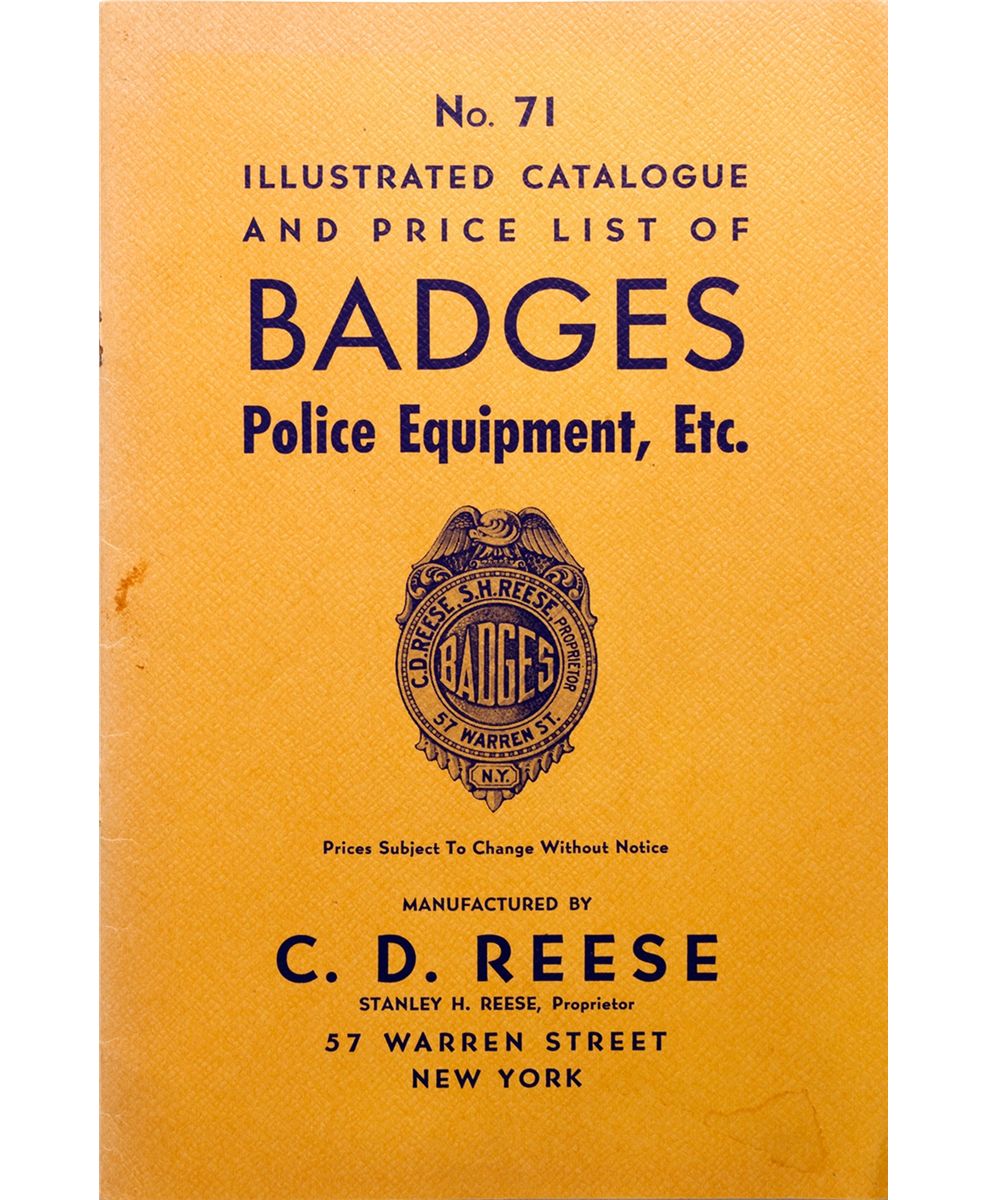 No. 71
ILLUSTRATED CATALOGUE
AND PRICE LIST OF
BADGES
Police Equipment, Etc.
C.D.REESE, S.H.REESE, PROPRIETOR
BADGES
57 WARREN ST.
N.Y.
Prices Subject To Change Without Notice
MANUFACTURED BY
C. D. REESE
STANLEY H. REESE, Proprietor
57 WARREN STREET
NEW YORK